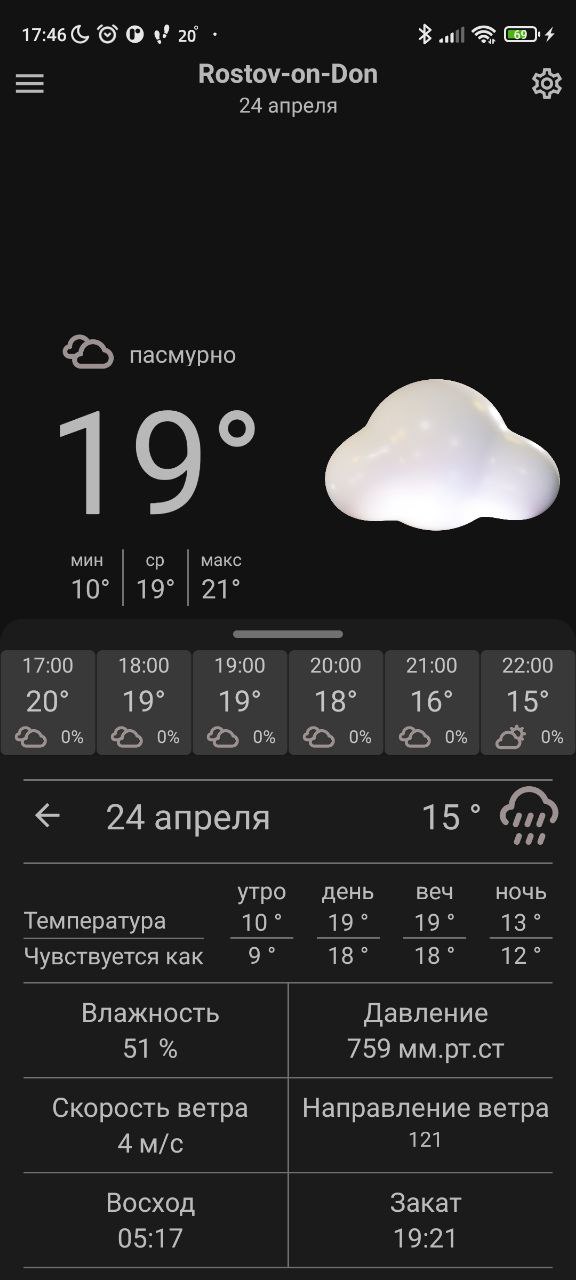 17:46 20° 69
Rostov-on-Don
24 апреля
пасмурно
19°
мин ср макс
10° 19° 21°
17:00 18:00 19:00 20:00 21:00 22:00
20° 19° 19° 18° 16° 15°
0% 0% 0% 0% 0% 0%
24 апреля 15 °
утро день веч ночь
Температура 10 ° 19 ° 19 ° 13 °
Чувствуется как 9 ° 18 ° 18 ° 12 °
Влажность Давление
51 % 759 мм.рт.ст
Скорость ветра Направление ветра
4 м/с 121
Восход Закат
05:17 19:21